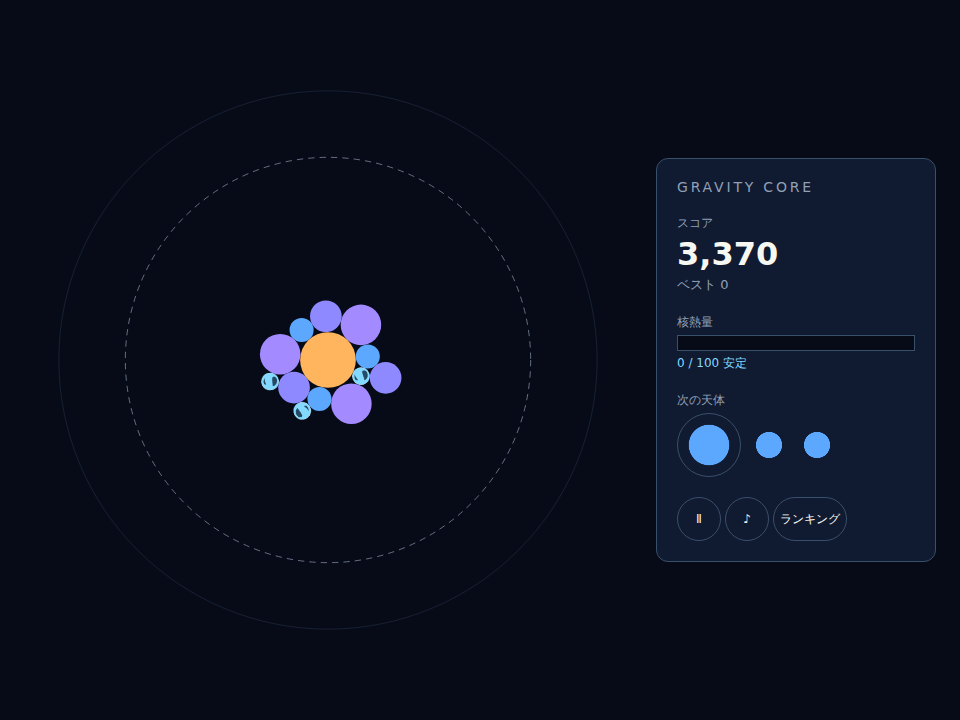 GRAVITY CORE
スコア
3,370
ベスト 0
核熱量
0 / 100 安定
次の天体
Ⅱ ♪ ランキング